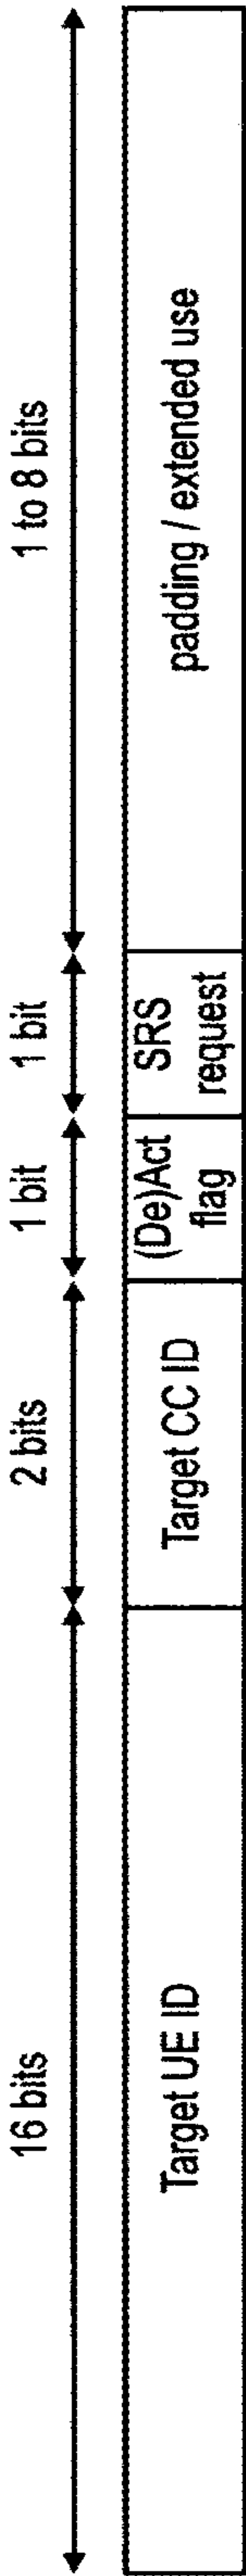 16 bits
2 bits
1 bit
1 bit
1 to 8 bits
Target UE ID
Target CC ID
(De)Act
flag
SRS
request
padding / extended use